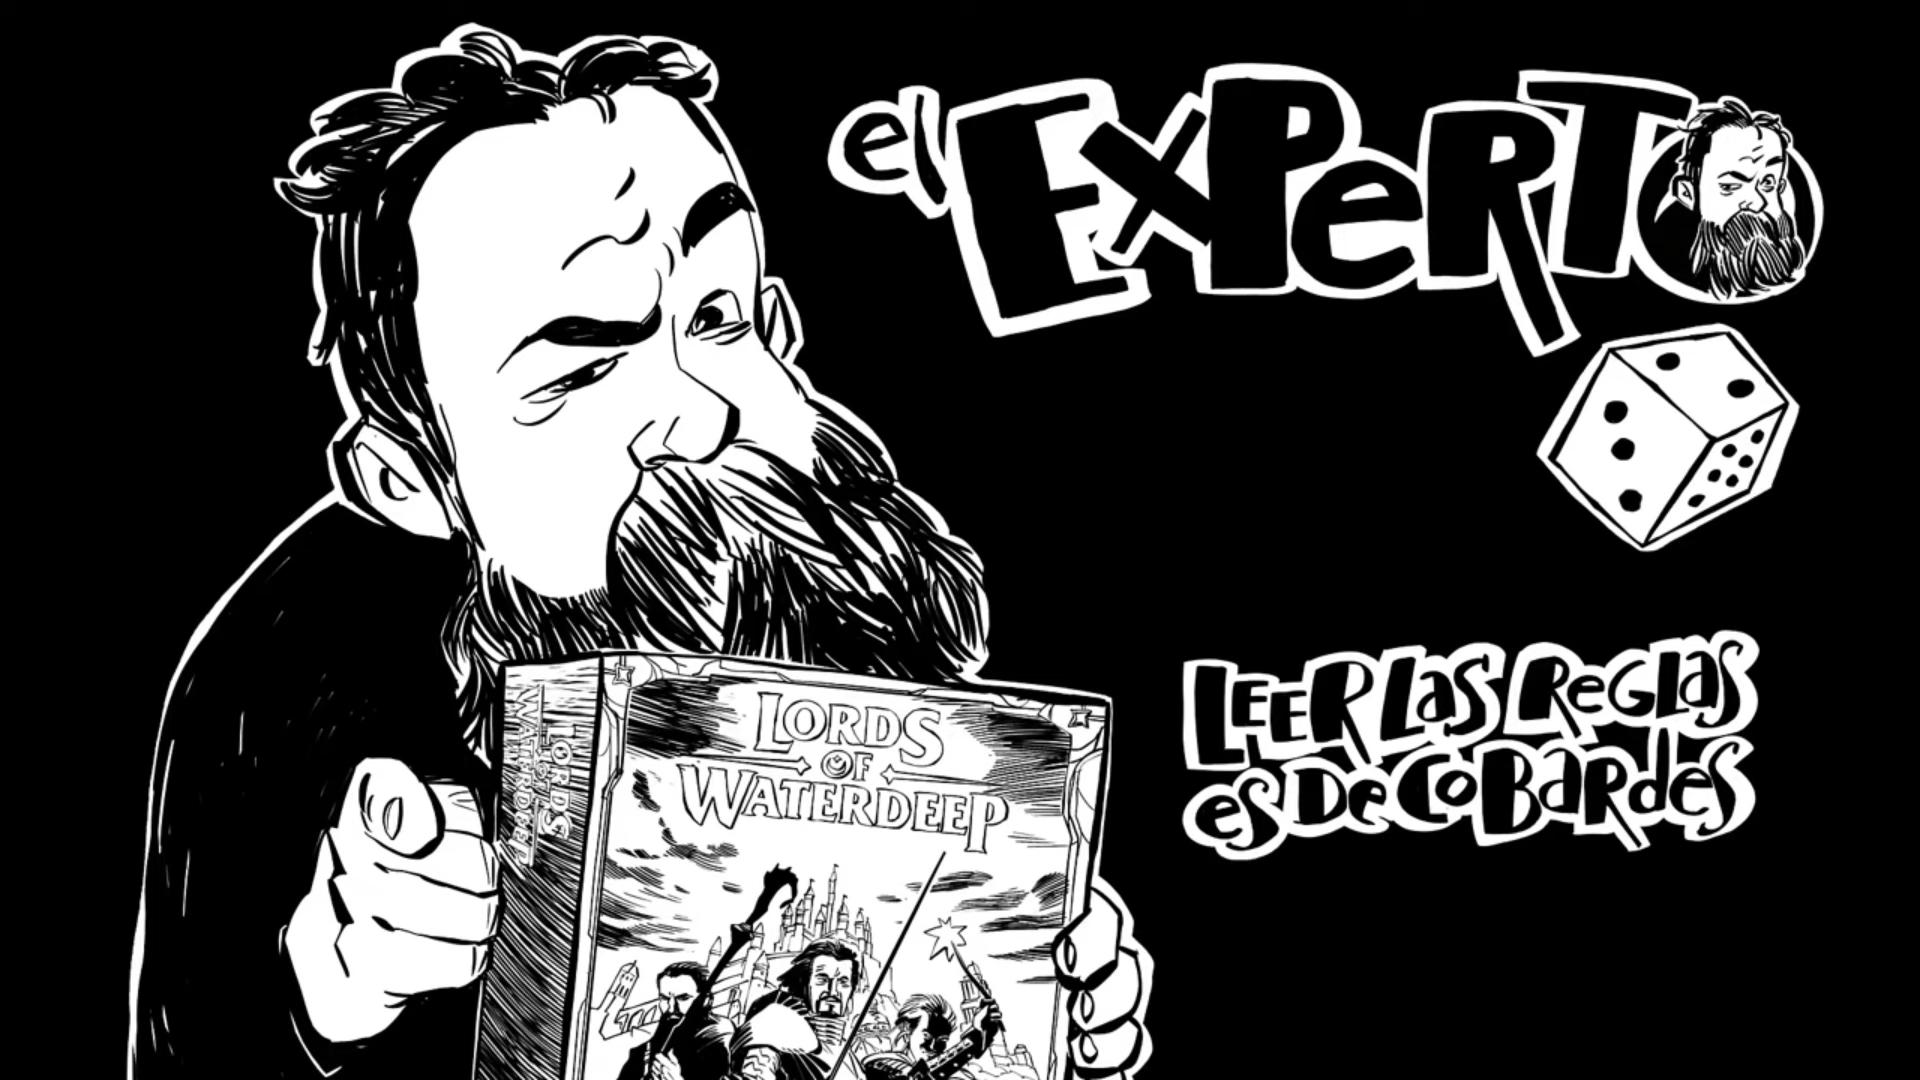 el EXPERTO
LEER LAS REGLAS
ES DE COBARDES
LORDS
OF
WATERDEEP
LORDS
OF
WATERDEEP